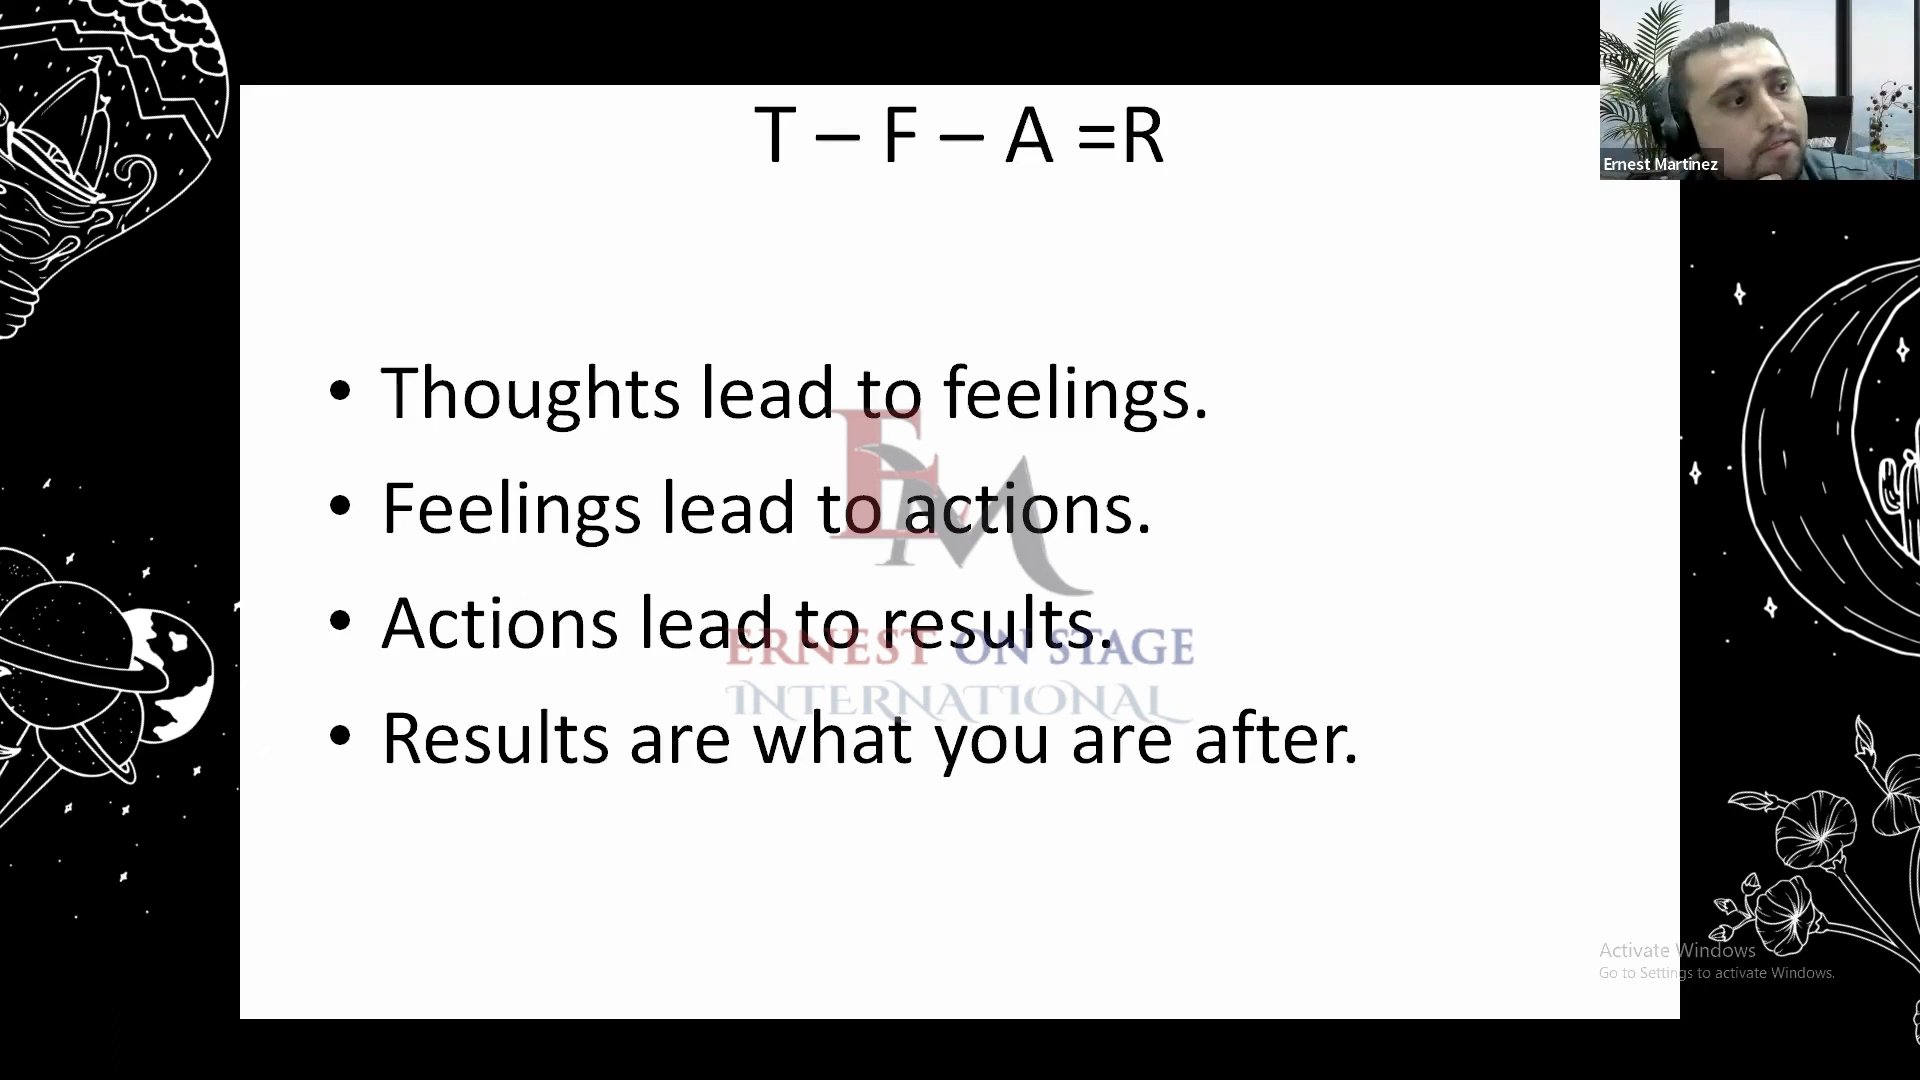 T – F – A =R
Ernest Martinez
• Thoughts lead to feelings.
• Feelings lead to actions.
• Actions lead to results.
• Results are what you are after.
EM
ERNEST ON STAGE
INTERNATIONAL
Activate Windows
Go to Settings to activate Windows.